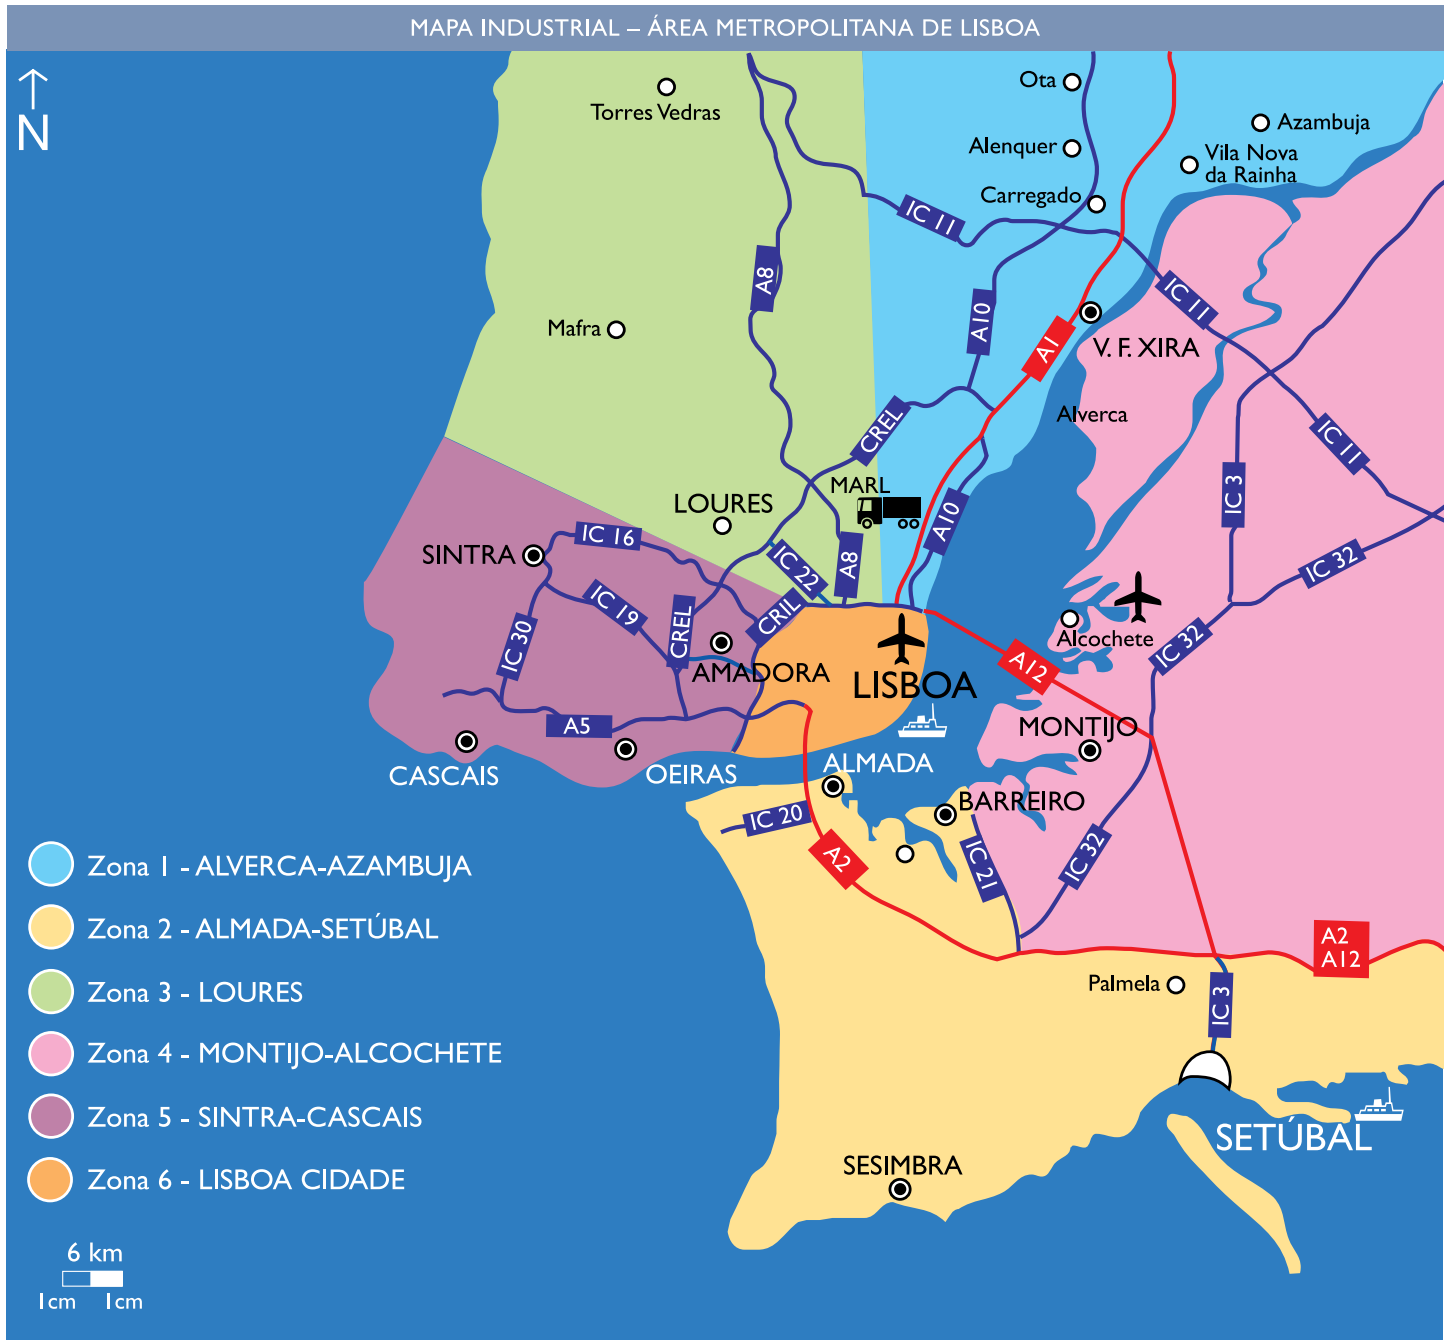 MAPA INDUSTRIAL – ÁREA METROPOLITANA DE LISBOA
N
Torres Vedras
Ota
Alenquer
Carregado
Azambuja
Vila Nova
da Rainha
IC 11
A8
Mafra
A10
A1
IC 11
V. F. XIRA
Alverca
CREL
IC 11
MARL
LOURES
IC 3
A10
IC 16
SINTRA
IC 22
A8
IC 32
IC 19
CREL
CRIL
IC 30
AMADORA
LISBOA
Alcochete
IC 32
A12
A5
MONTIJO
CASCAIS
OEIRAS
ALMADA
IC 20
BARREIRO
A2
IC 21
IC 32
A2
A12
Palmela
IC 3
SETÚBAL
SESIMBRA
Zona 1 - ALVERCA-AZAMBUJA
Zona 2 - ALMADA-SETÚBAL
Zona 3 - LOURES
Zona 4 - MONTIJO-ALCOCHETE
Zona 5 - SINTRA-CASCAIS
Zona 6 - LISBOA CIDADE
6 km
1cm 1cm